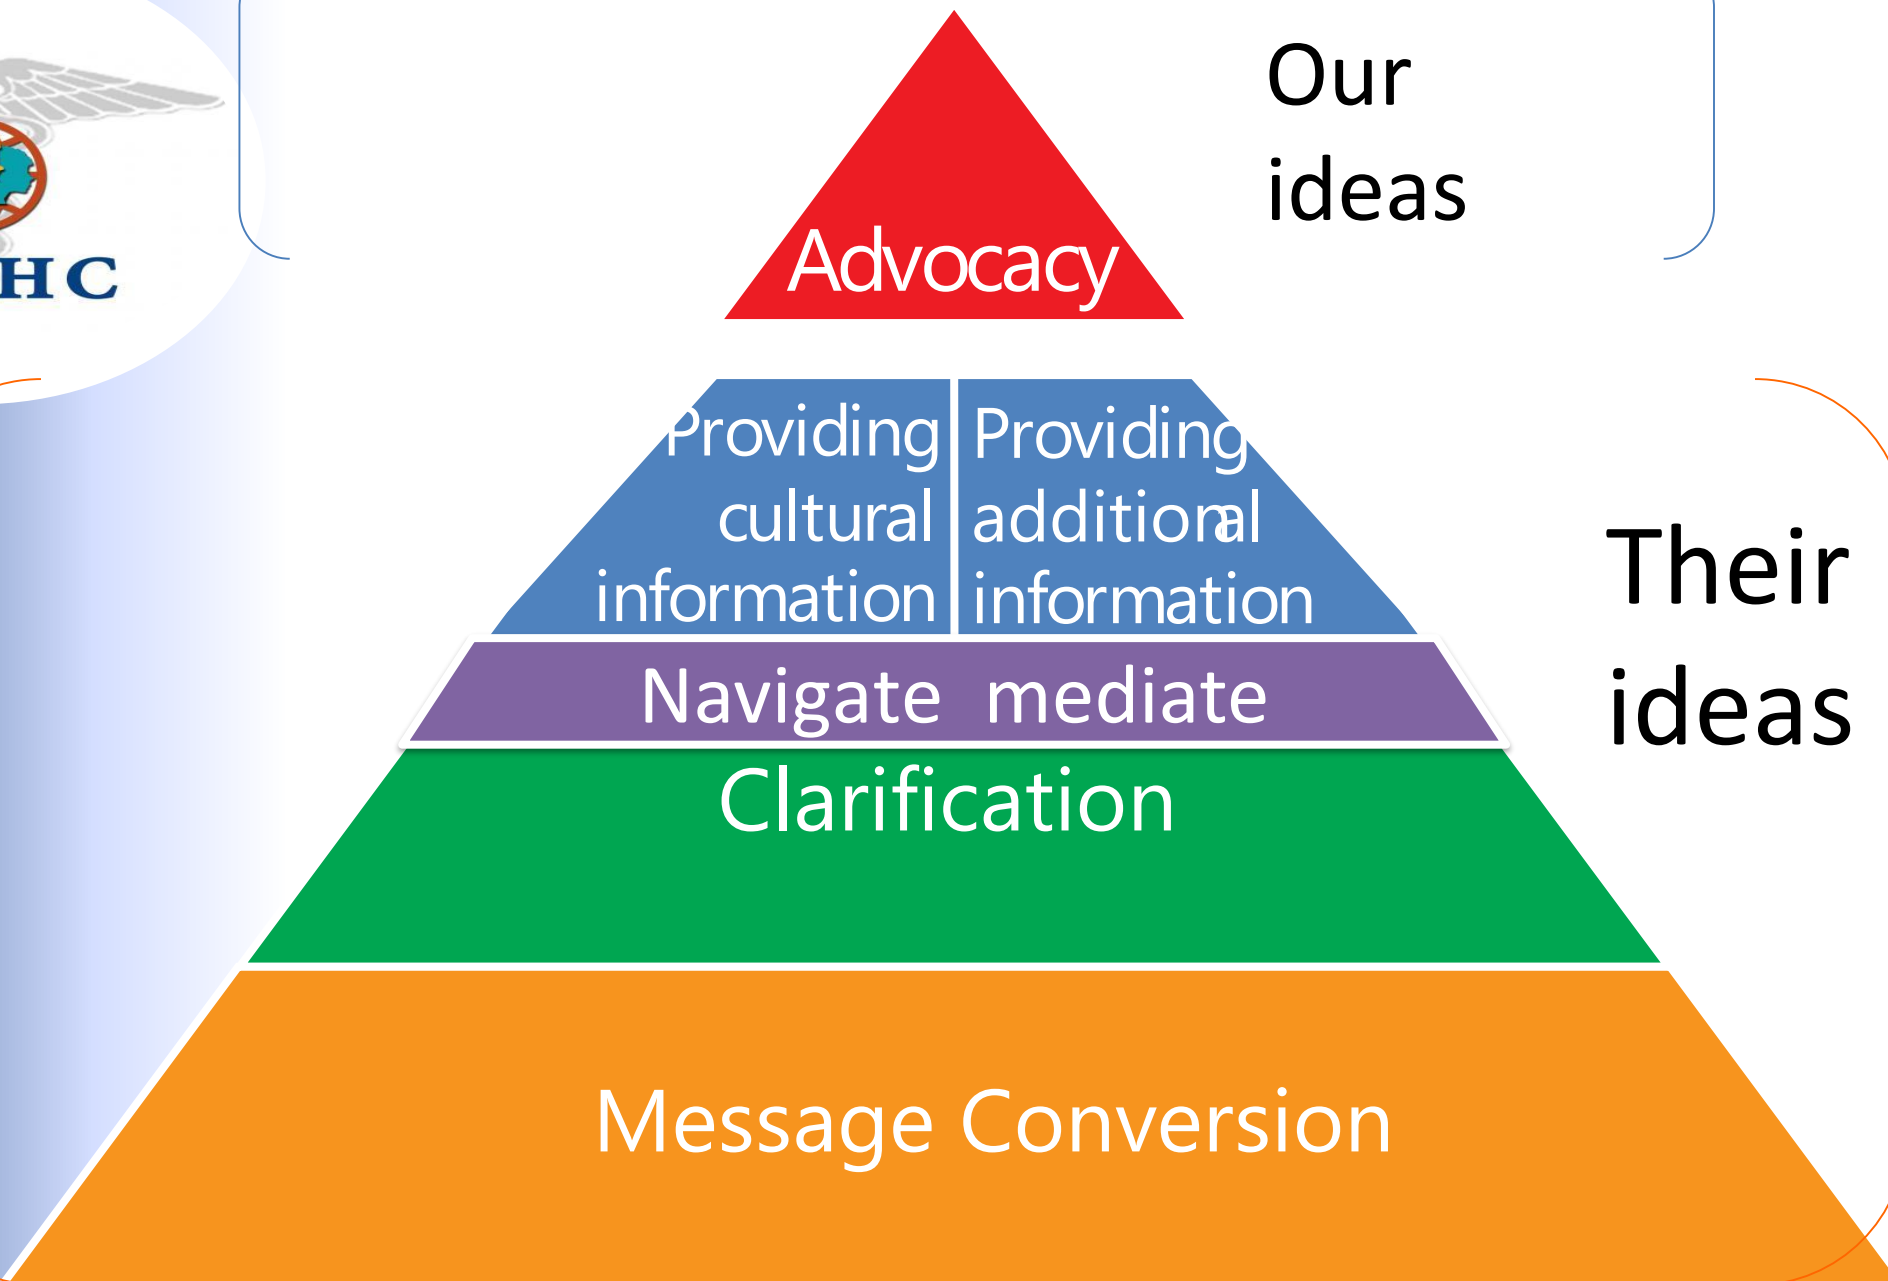 Our
ideas
HC
Advocacy
Providing
cultural
information
Providing
additional
information
Navigate mediate
Their
ideas
Clarification
Message Conversion